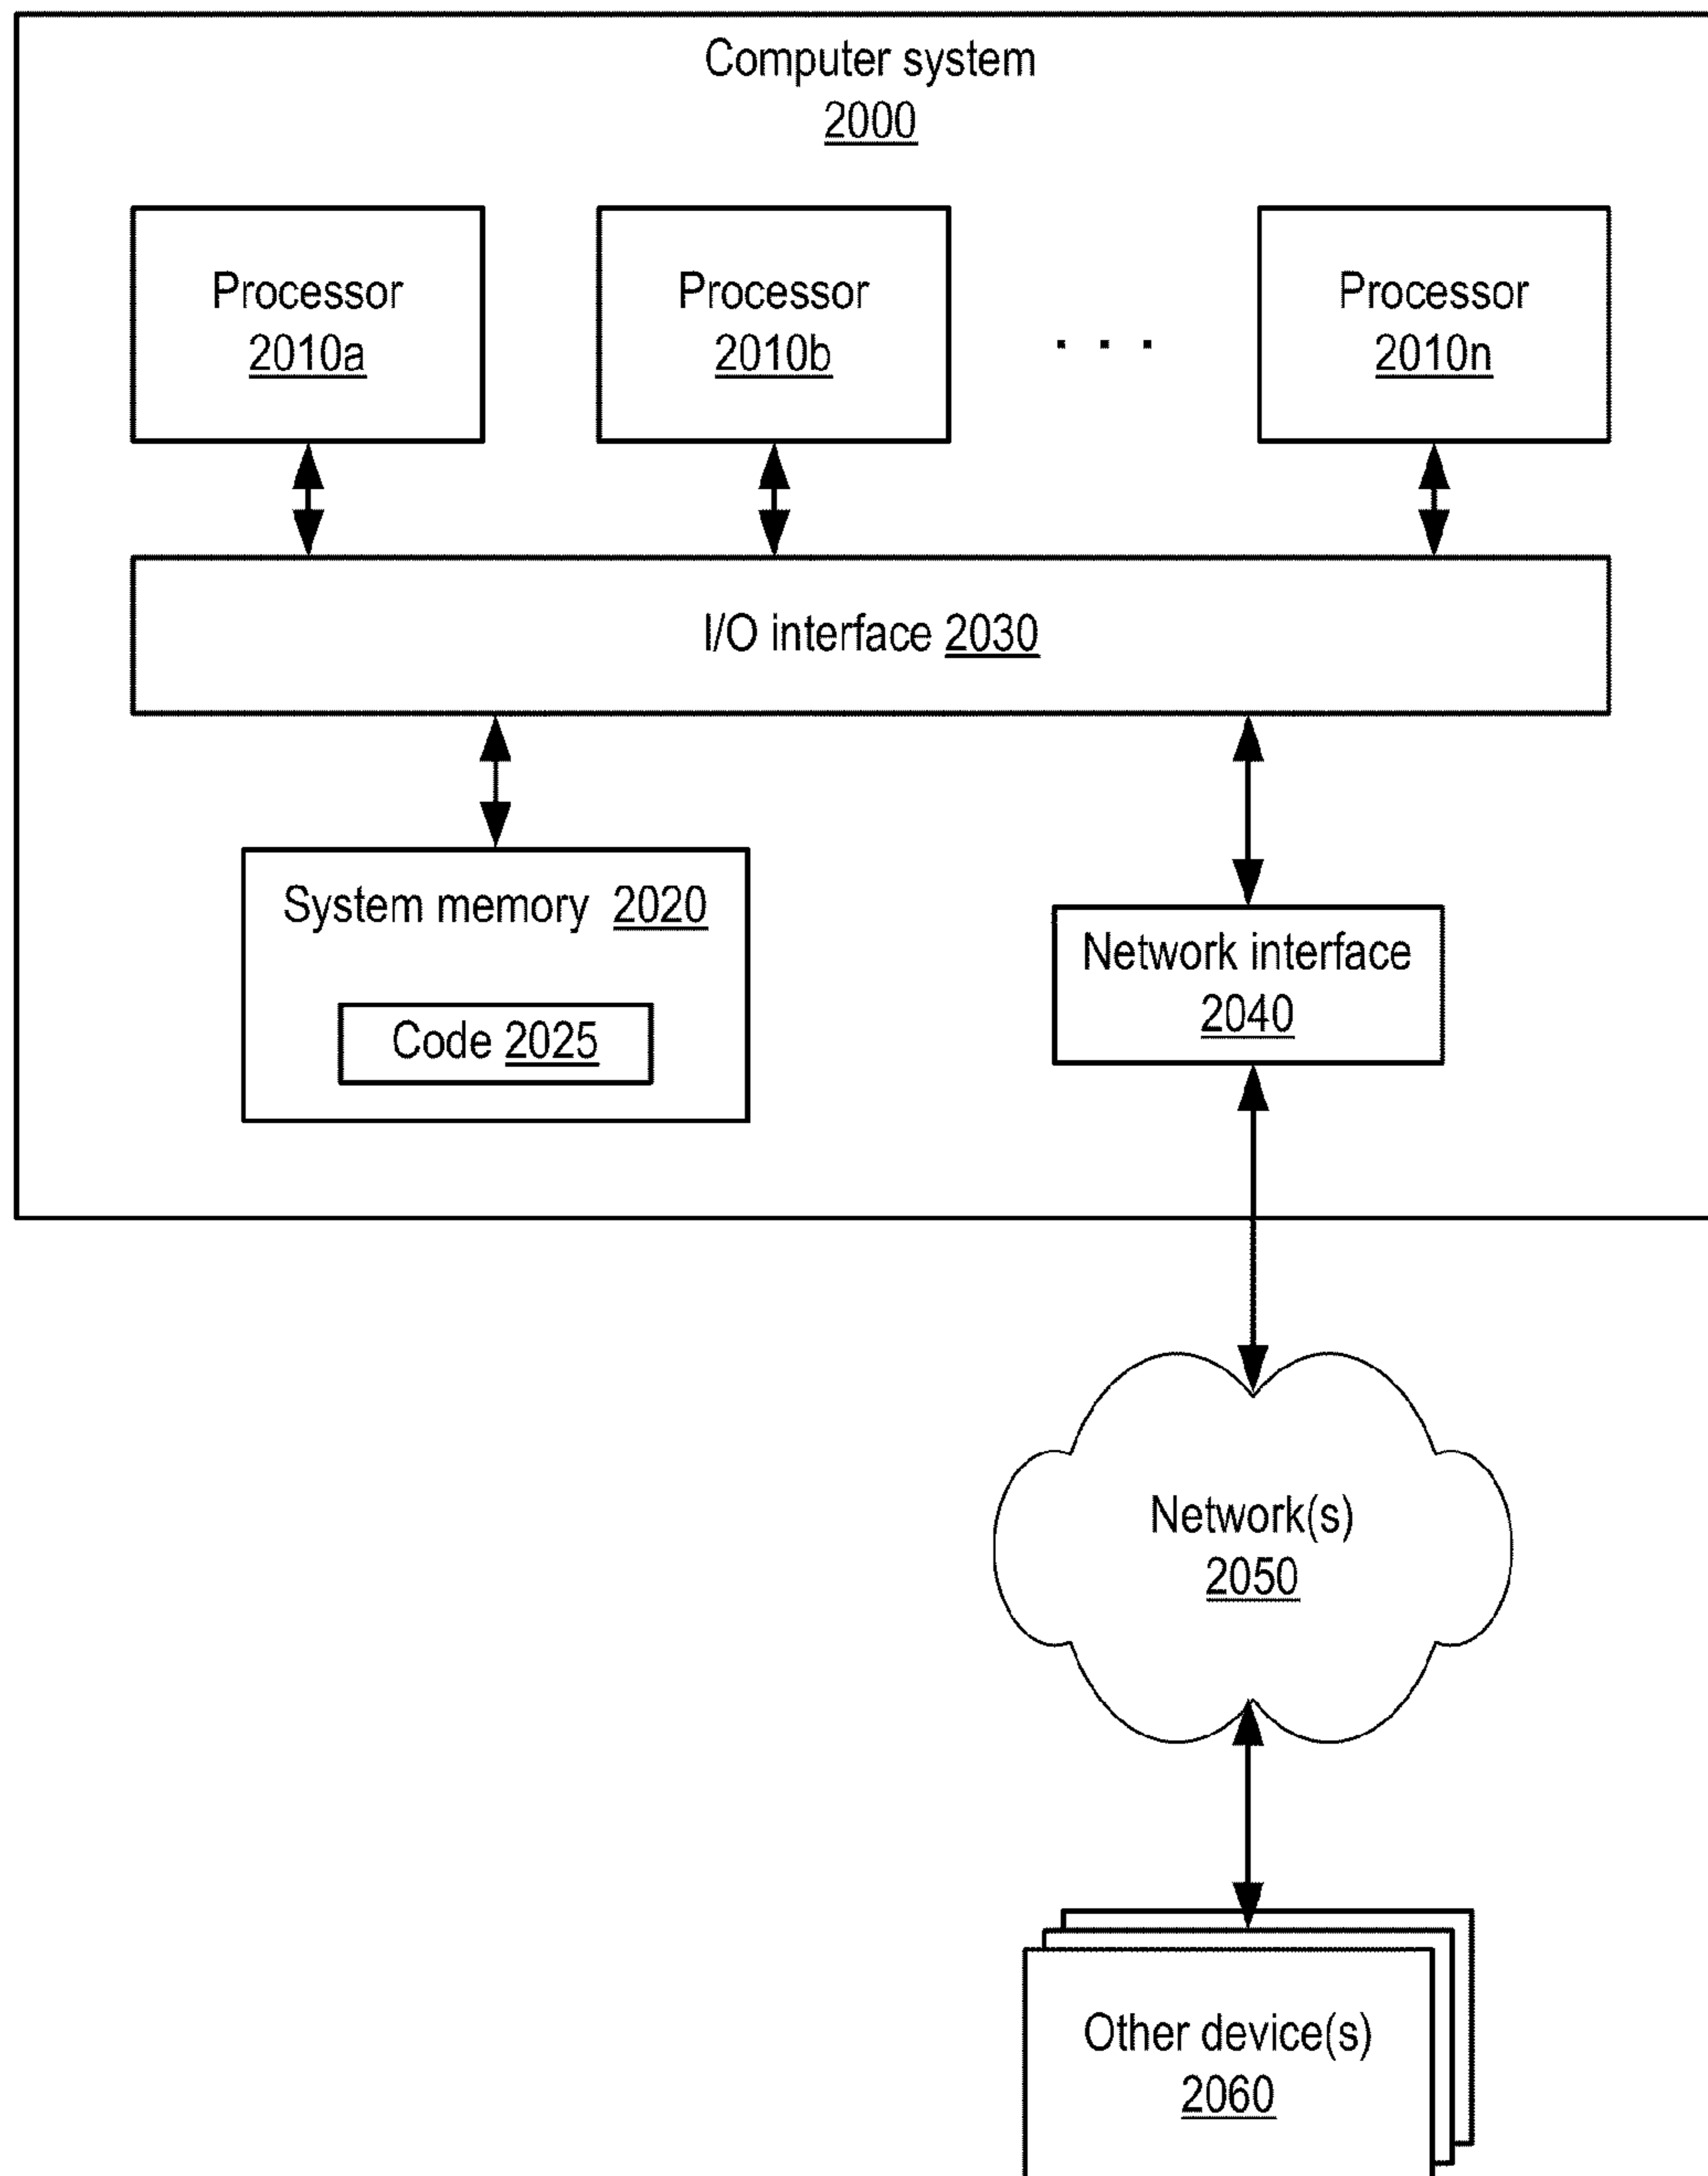 Computer system
2000
Processor
2010a
Processor
2010b
. . .
Processor
2010n
I/O interface 2030
System memory 2020
Code 2025
Network interface
2040
Network(s)
2050
Other device(s)
2060